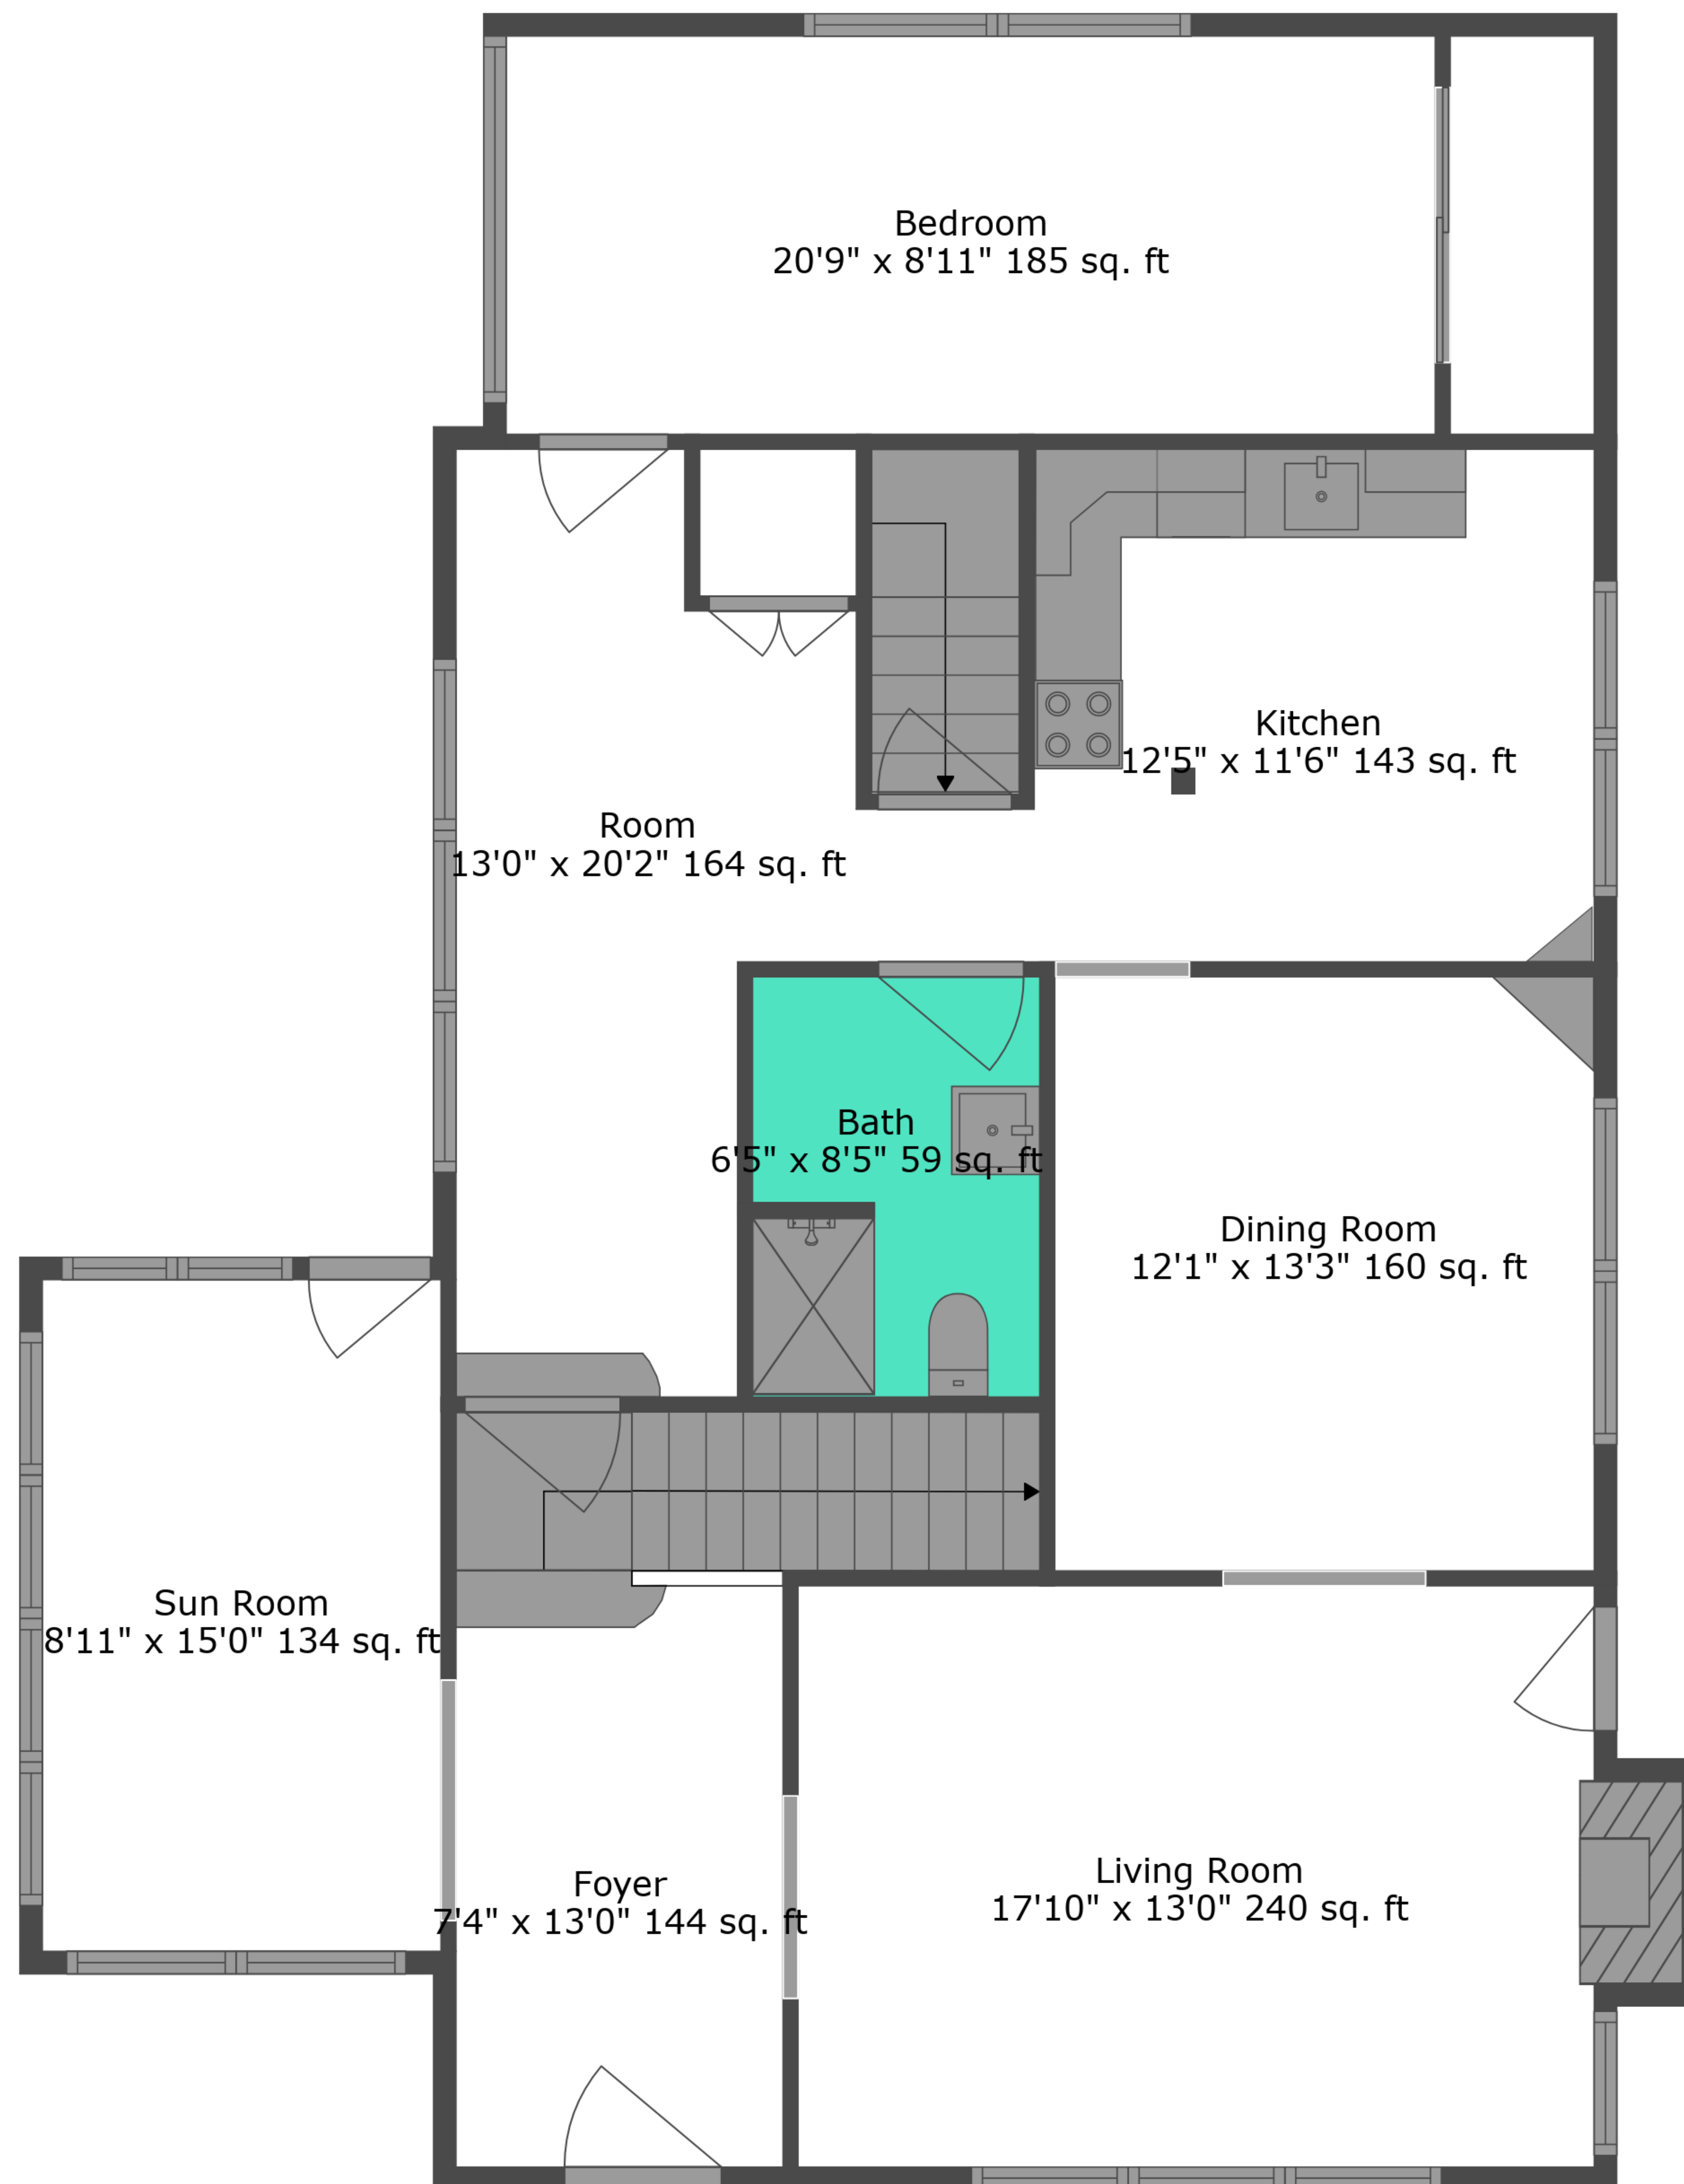 Bedroom
20'9" x 8'11" 185 sq. ft
Kitchen
12'5" x 11'6" 143 sq. ft
Room
13'0" x 20'2" 164 sq. ft
Bath
6'5" x 8'5" 59 sq. ft
Dining Room
12'1" x 13'3" 160 sq. ft
Sun Room
8'11" x 15'0" 134 sq. ft
Foyer
7'4" x 13'0" 144 sq. ft
Living Room
17'10" x 13'0" 240 sq. ft